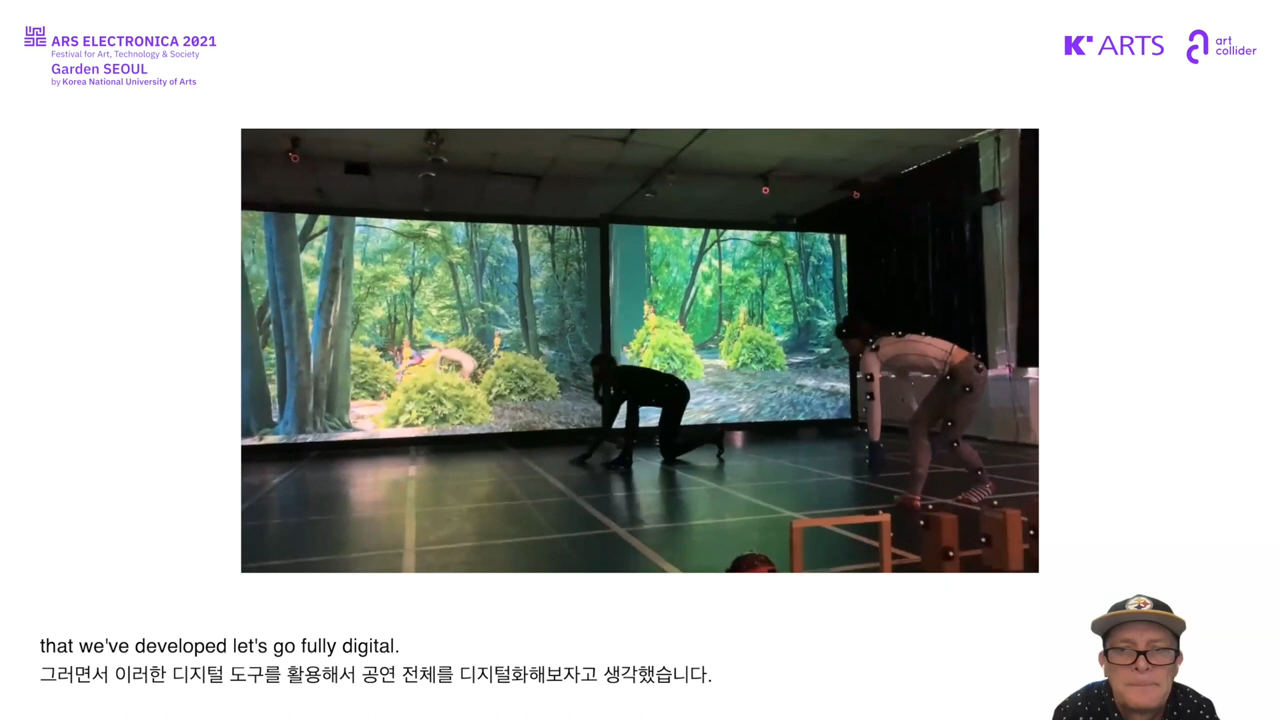 ARS ELECTRONICA 2021
Festival for Art, Technology & Society
Garden SEOUL
by Korea National University of Arts
K' ARTS
art
collider
that we've developed let's go fully digital.
그러면서 이러한 디지털 도구를 활용해서 공연 전체를 디지털화해보자고 생각했습니다.